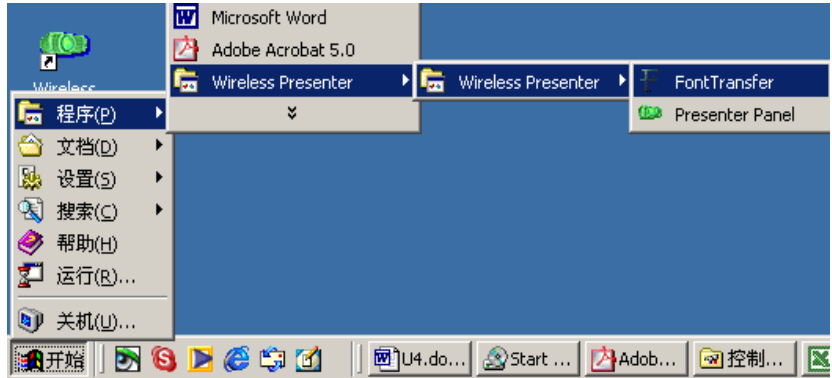 Microsoft Word
Adobe Acrobat 5.0
Wireless
Wireless Presenter
Wireless Presenter
FontTransfer
Presenter Panel
程序(P)
文档(D)
设置(S)
搜索(C)
帮助(H)
运行(R)...
关机(U)...
开始
U4.do...
Start ...
Adob...
控制...